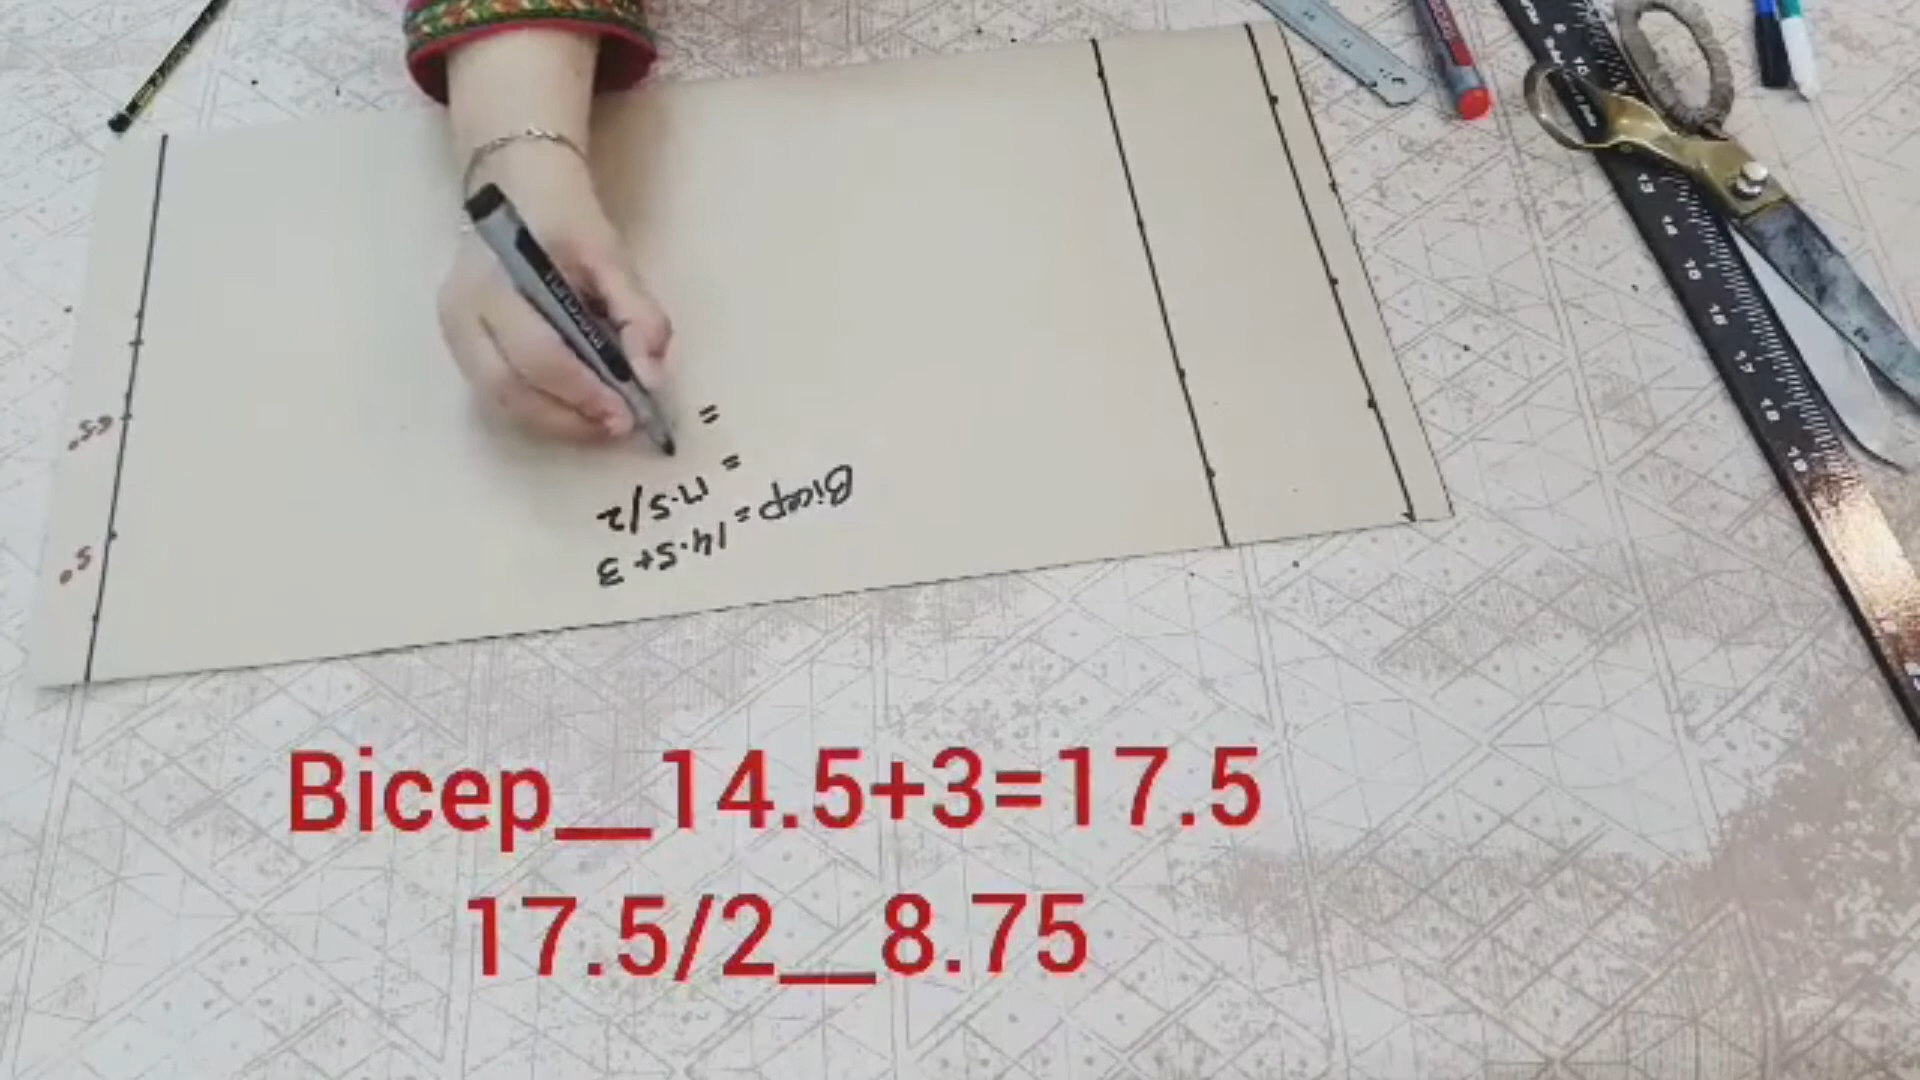 Bicep = 14.5+3
= 17.5/2
=
Bicep__14.5+3=17.5
17.5/2__8.75